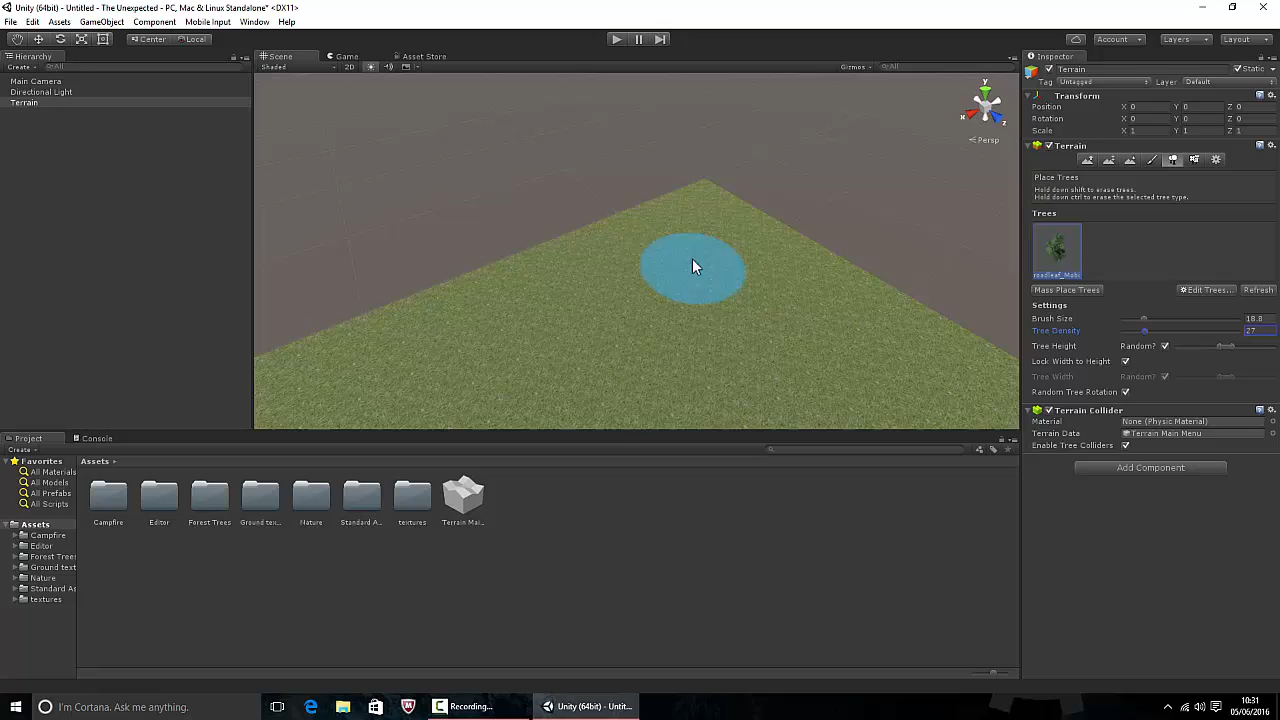 Unity (64bit) - Untitled - The Unexpected - PC, Mac & Linux Standalone* <DX11>
File Edit Assets GameObject Component Mobile Input Window Help
Center Local
Account Layers Layout
Hierarchy
Create All
Main Camera
Directional Light
Terrain
Scene Game Asset Store
Shaded 2D Gizmos All
y
x
z
Persp
Inspector
Terrain Static
Tag Untagged Layer Default
Transform
Position X 0 Y 0 Z 0
Rotation X 0 Y 0 Z 0
Scale X 1 Y 1 Z 1
Terrain
Place Trees
Hold down shift to erase trees.
Hold down ctrl to erase the selected tree type.
Trees
roadleaf_Mobi
Mass Place Trees Edit Trees... Refresh
Settings
Brush Size 18.8
Tree Density 27
Tree Height Random?
Lock Width to Height
Tree Width Random?
Random Tree Rotation
Terrain Collider
Material None (Physic Material)
Terrain Data Terrain Main Menu
Enable Tree Colliders
Add Component
Project Console
Create
Favorites
All Materials
All Models
All Prefabs
All Scripts
Assets
Campfire
Editor
Forest Trees
Ground text
Nature
Standard As
textures
Assets
Campfire Editor Forest Trees Ground tex... Nature Standard A... textures Terrain Mai...
I'm Cortana. Ask me anything.
Recording...
Unity (64bit) - Untit...
10:31
05/06/2016